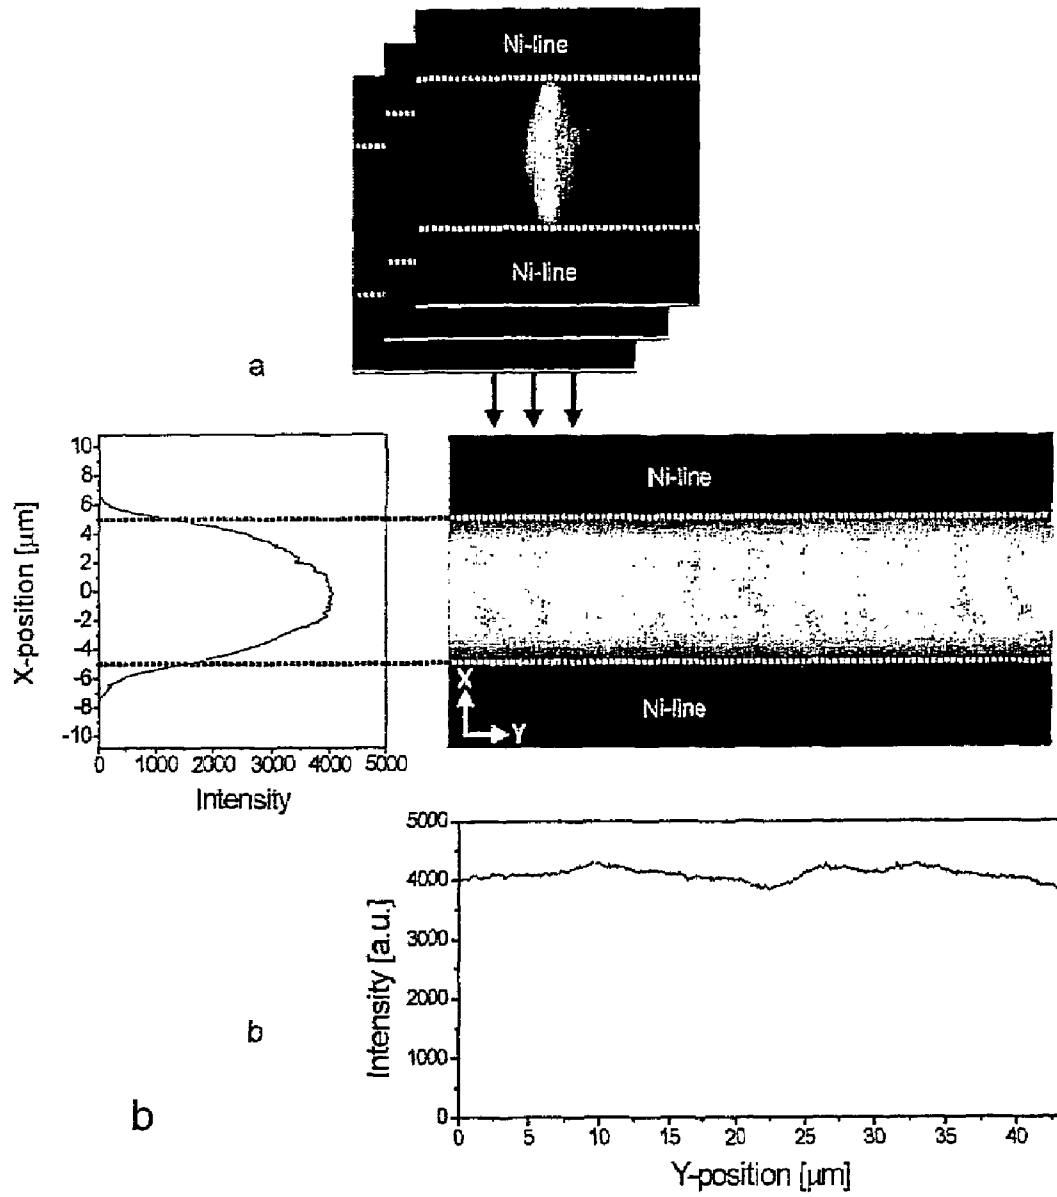 Ni-line
Ni-line
a
10
8
6
4
2
0
-2
-4
-6
-8
-10
X-position [µm]
0 1000 2000 3000 4000 5000
Intensity
Ni-line
Ni-line
X
Y
5000
4000
3000
2000
1000
0
Intensity [a.u.]
0 5 10 15 20 25 30 35 40
Y-position [µm]
b
b